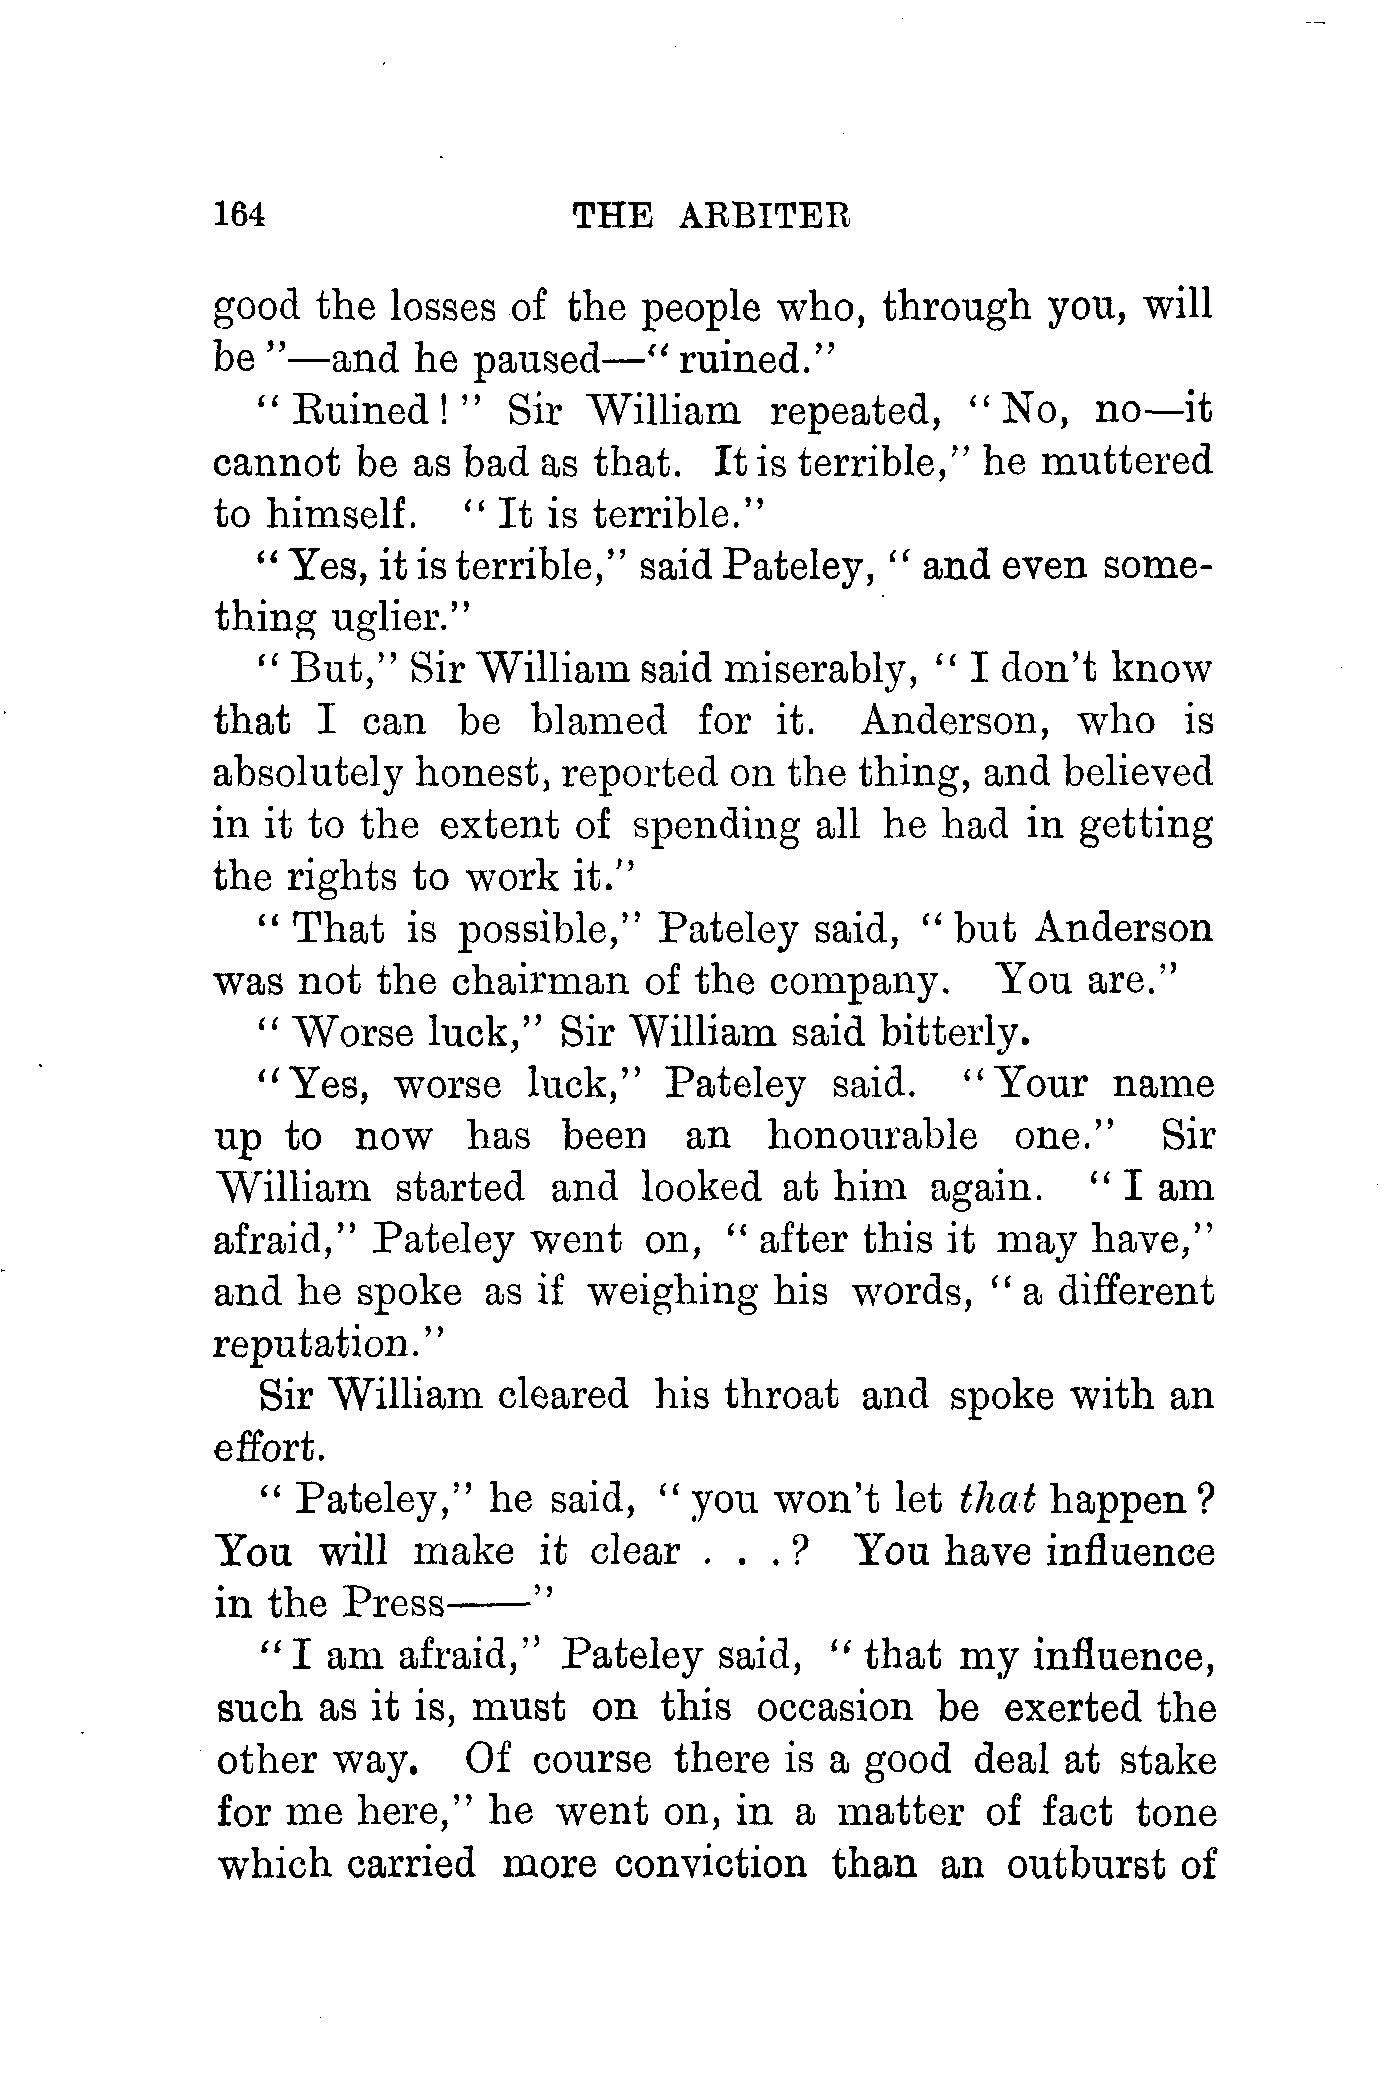 164 THE ARBITER
good the losses of the people who, through you, will
be "—and he paused—" ruined."
" Ruined! " Sir William repeated, " No, no—it
cannot be as bad as that. It is terrible," he muttered
to himself. " It is terrible."
" Yes, it is terrible," said Pateley, " and even some-
thing uglier."
" But," Sir William said miserably, " I don't know
that I can be blamed for it. Anderson, who is
absolutely honest, reported on the thing, and believed
in it to the extent of spending all he had in getting
the rights to work it."
" That is possible," Pateley said, " but Anderson
was not the chairman of the company. You are."
" Worse luck," Sir William said bitterly.
" Yes, worse luck," Pateley said. " Your name
up to now has been an honourable one." Sir
William started and looked at him again. " I am
afraid," Pateley went on, " after this it may have,"
and he spoke as if weighing his words, " a different
reputation."
Sir William cleared his throat and spoke with an
effort.
" Pateley," he said, " you won't let that happen ?
You will make it clear . . . ? You have influence
in the Press——"
" I am afraid," Pateley said, " that my influence,
such as it is, must on this occasion be exerted the
other way. Of course there is a good deal at stake
for me here," he went on, in a matter of fact tone
which carried more conviction than an outburst of